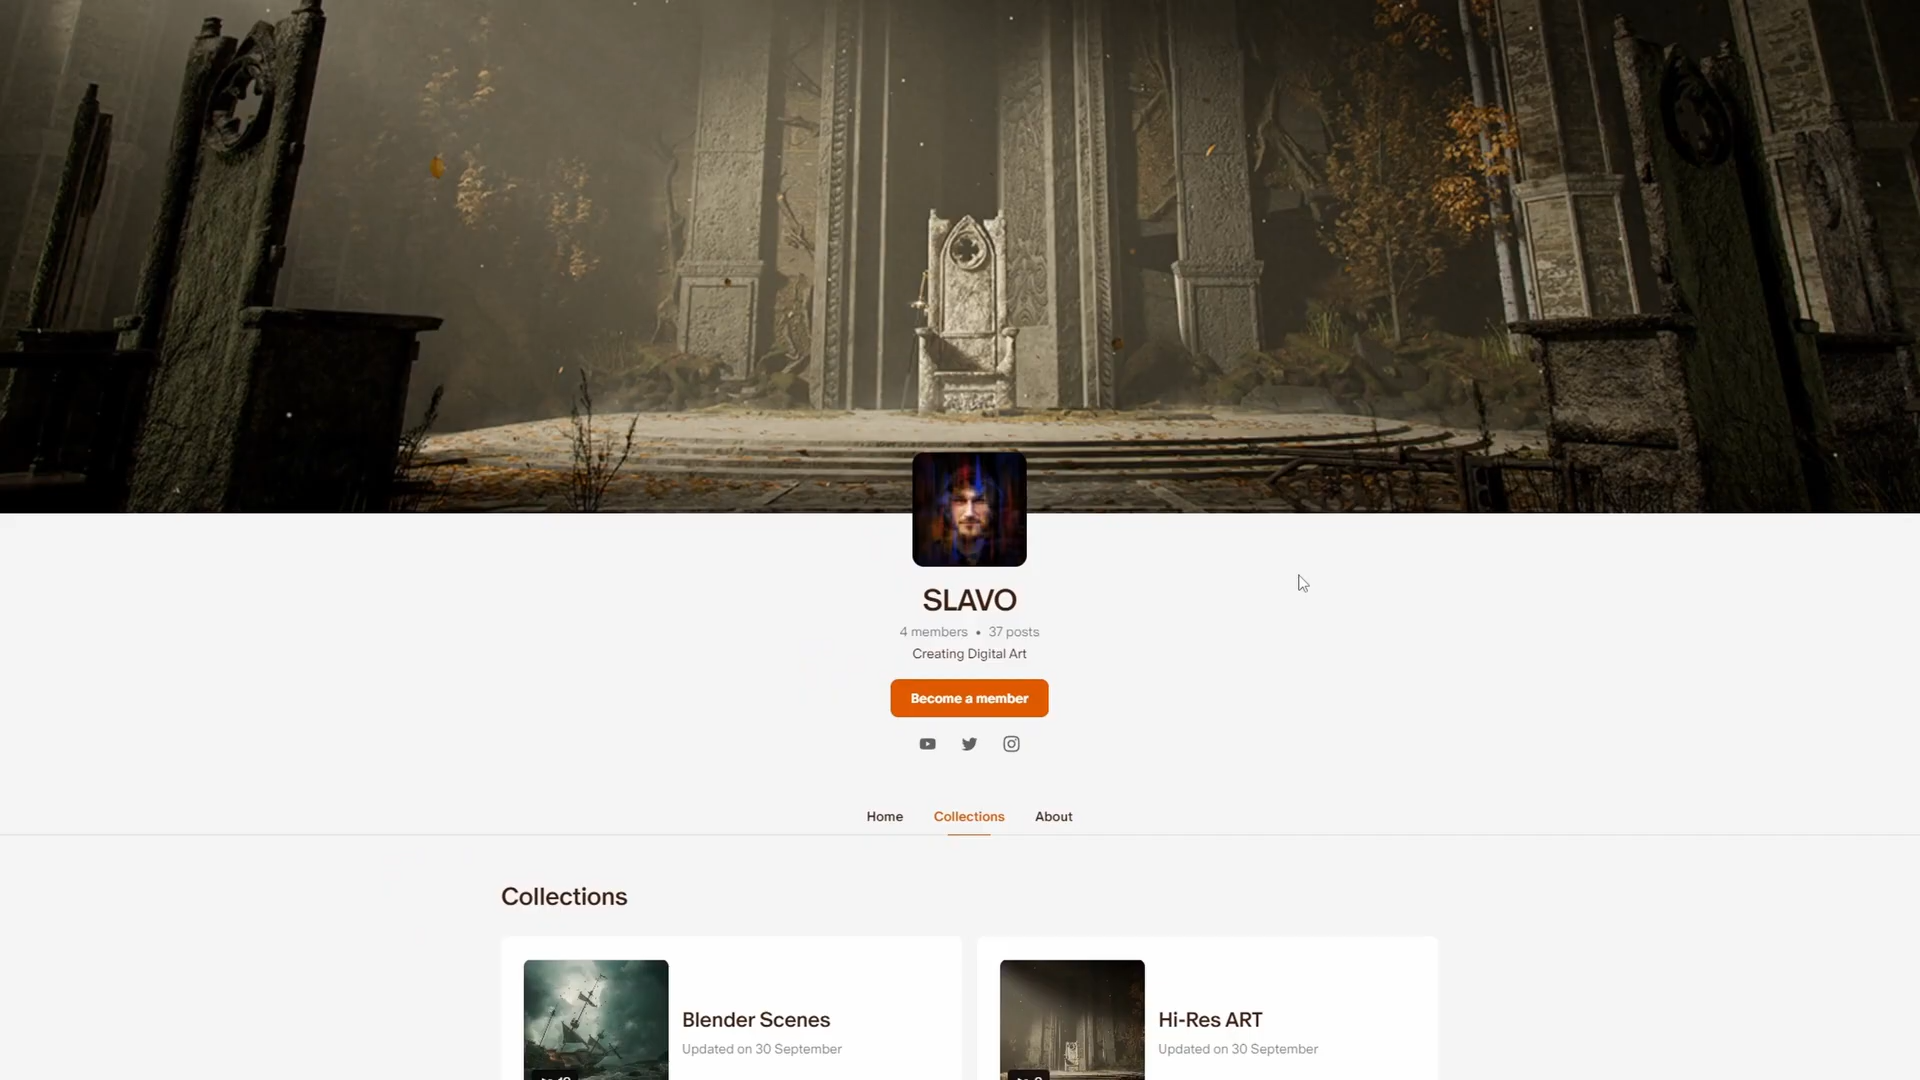 SLAVO
4 members • 37 posts
Creating Digital Art
Become a member
Home Collections About
Collections
Blender Scenes
Updated on 30 September
Hi-Res ART
Updated on 30 September